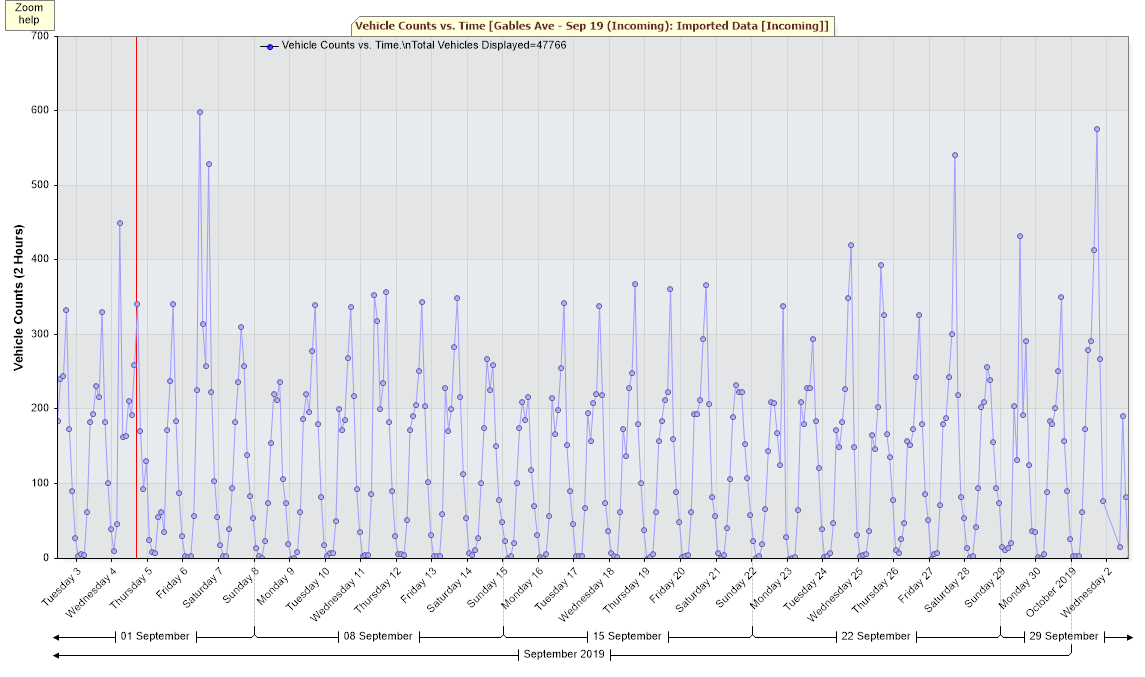 Zoom
help
Vehicle Counts vs. Time [Gables Ave - Sep 19 (Incoming): Imported Data [Incoming]]
Vehicle Counts vs. Time.\nTotal Vehicles Displayed=47766
Vehicle Counts (2 Hours)
700
600
500
400
300
200
100
0
Tuesday 3
Wednesday 4
Thursday 5
Friday 6
Saturday 7
Sunday 8
Monday 9
Tuesday 10
Wednesday 11
Thursday 12
Friday 13
Saturday 14
Sunday 15
Monday 16
Tuesday 17
Wednesday 18
Thursday 19
Friday 20
Saturday 21
Sunday 22
Monday 23
Tuesday 24
Wednesday 25
Thursday 26
Friday 27
Saturday 28
Sunday 29
Monday 30
October 2019
Wednesday 2
01 September
08 September
15 September
22 September
29 September
September 2019